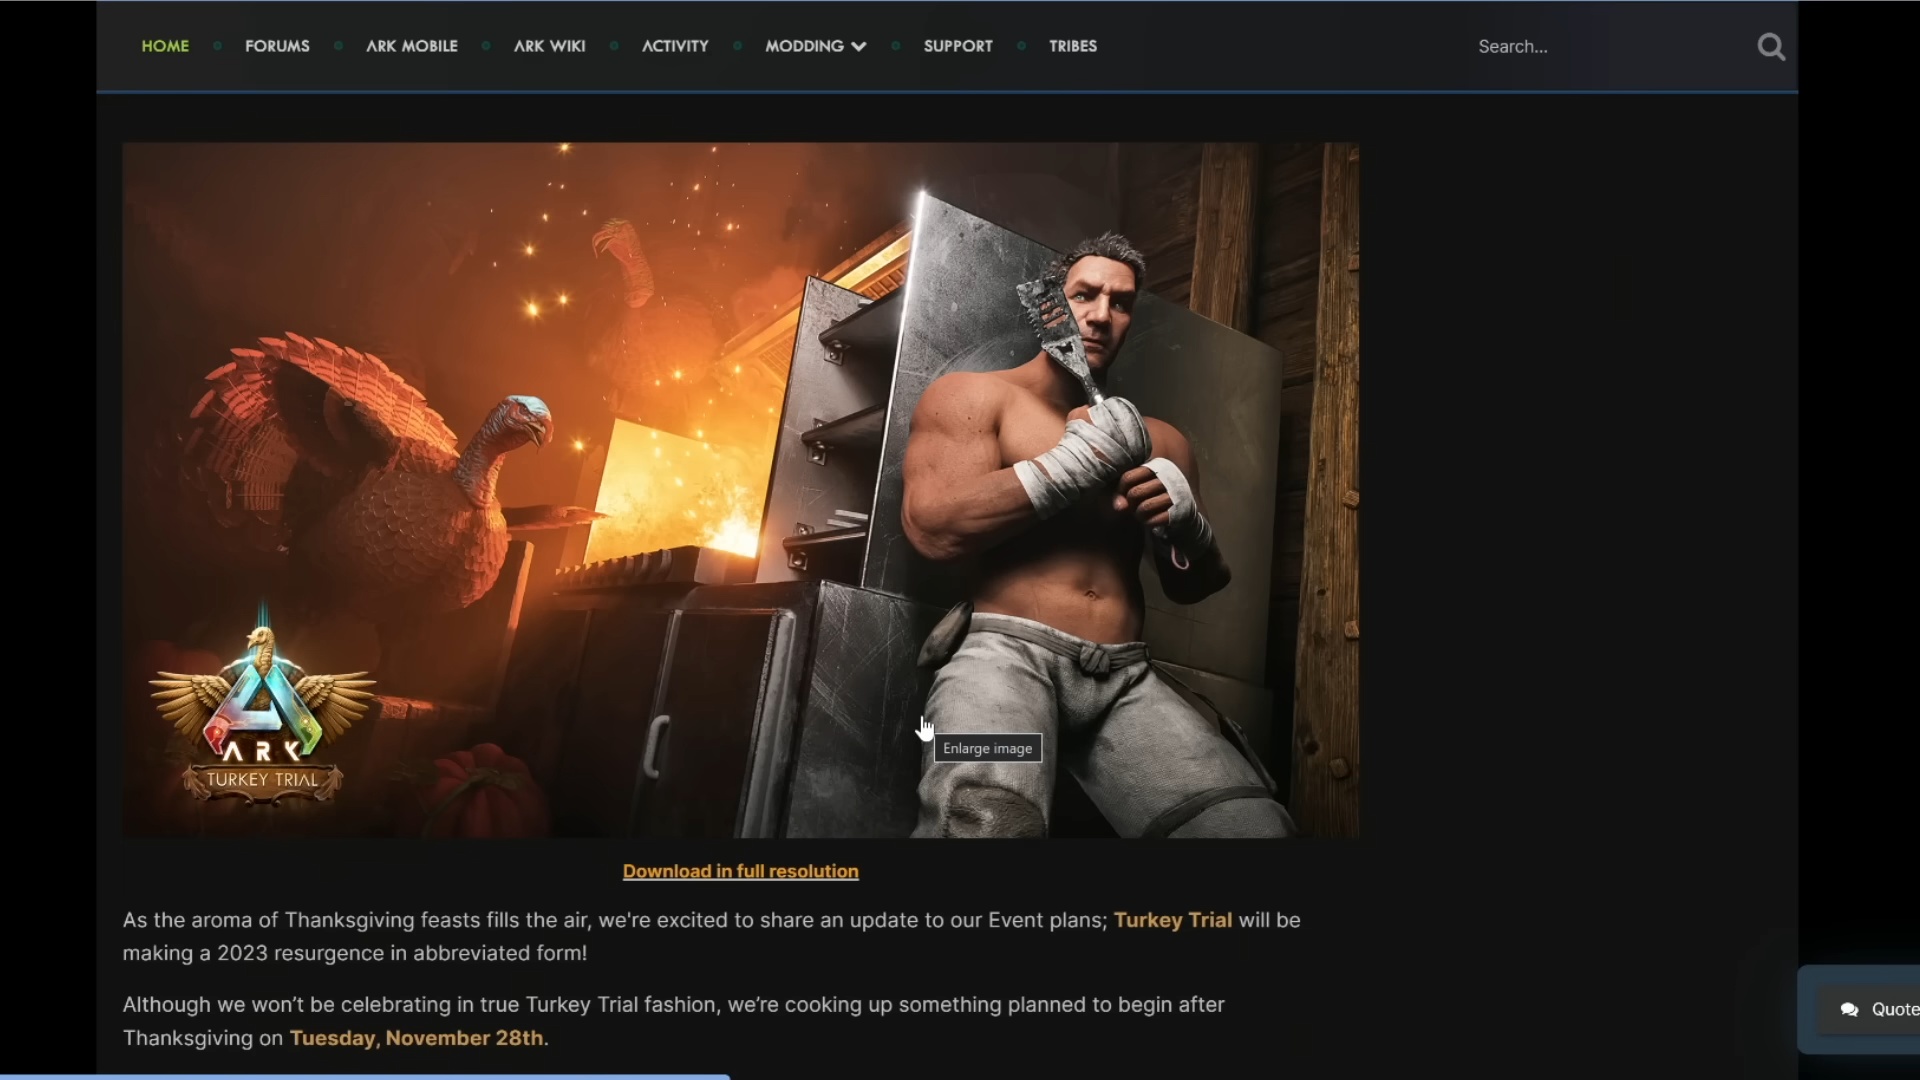 HOME FORUMS ARK MOBILE ARK WIKI ACTIVITY MODDING SUPPORT TRIBES Search...
ARK
TURKEY TRIAL
Enlarge image
Download in full resolution
As the aroma of Thanksgiving feasts fills the air, we're excited to share an update to our Event plans; Turkey Trial will be
making a 2023 resurgence in abbreviated form!
Although we won't be celebrating in true Turkey Trial fashion, we're cooking up something planned to begin after
Thanksgiving on Tuesday, November 28th.
Quote